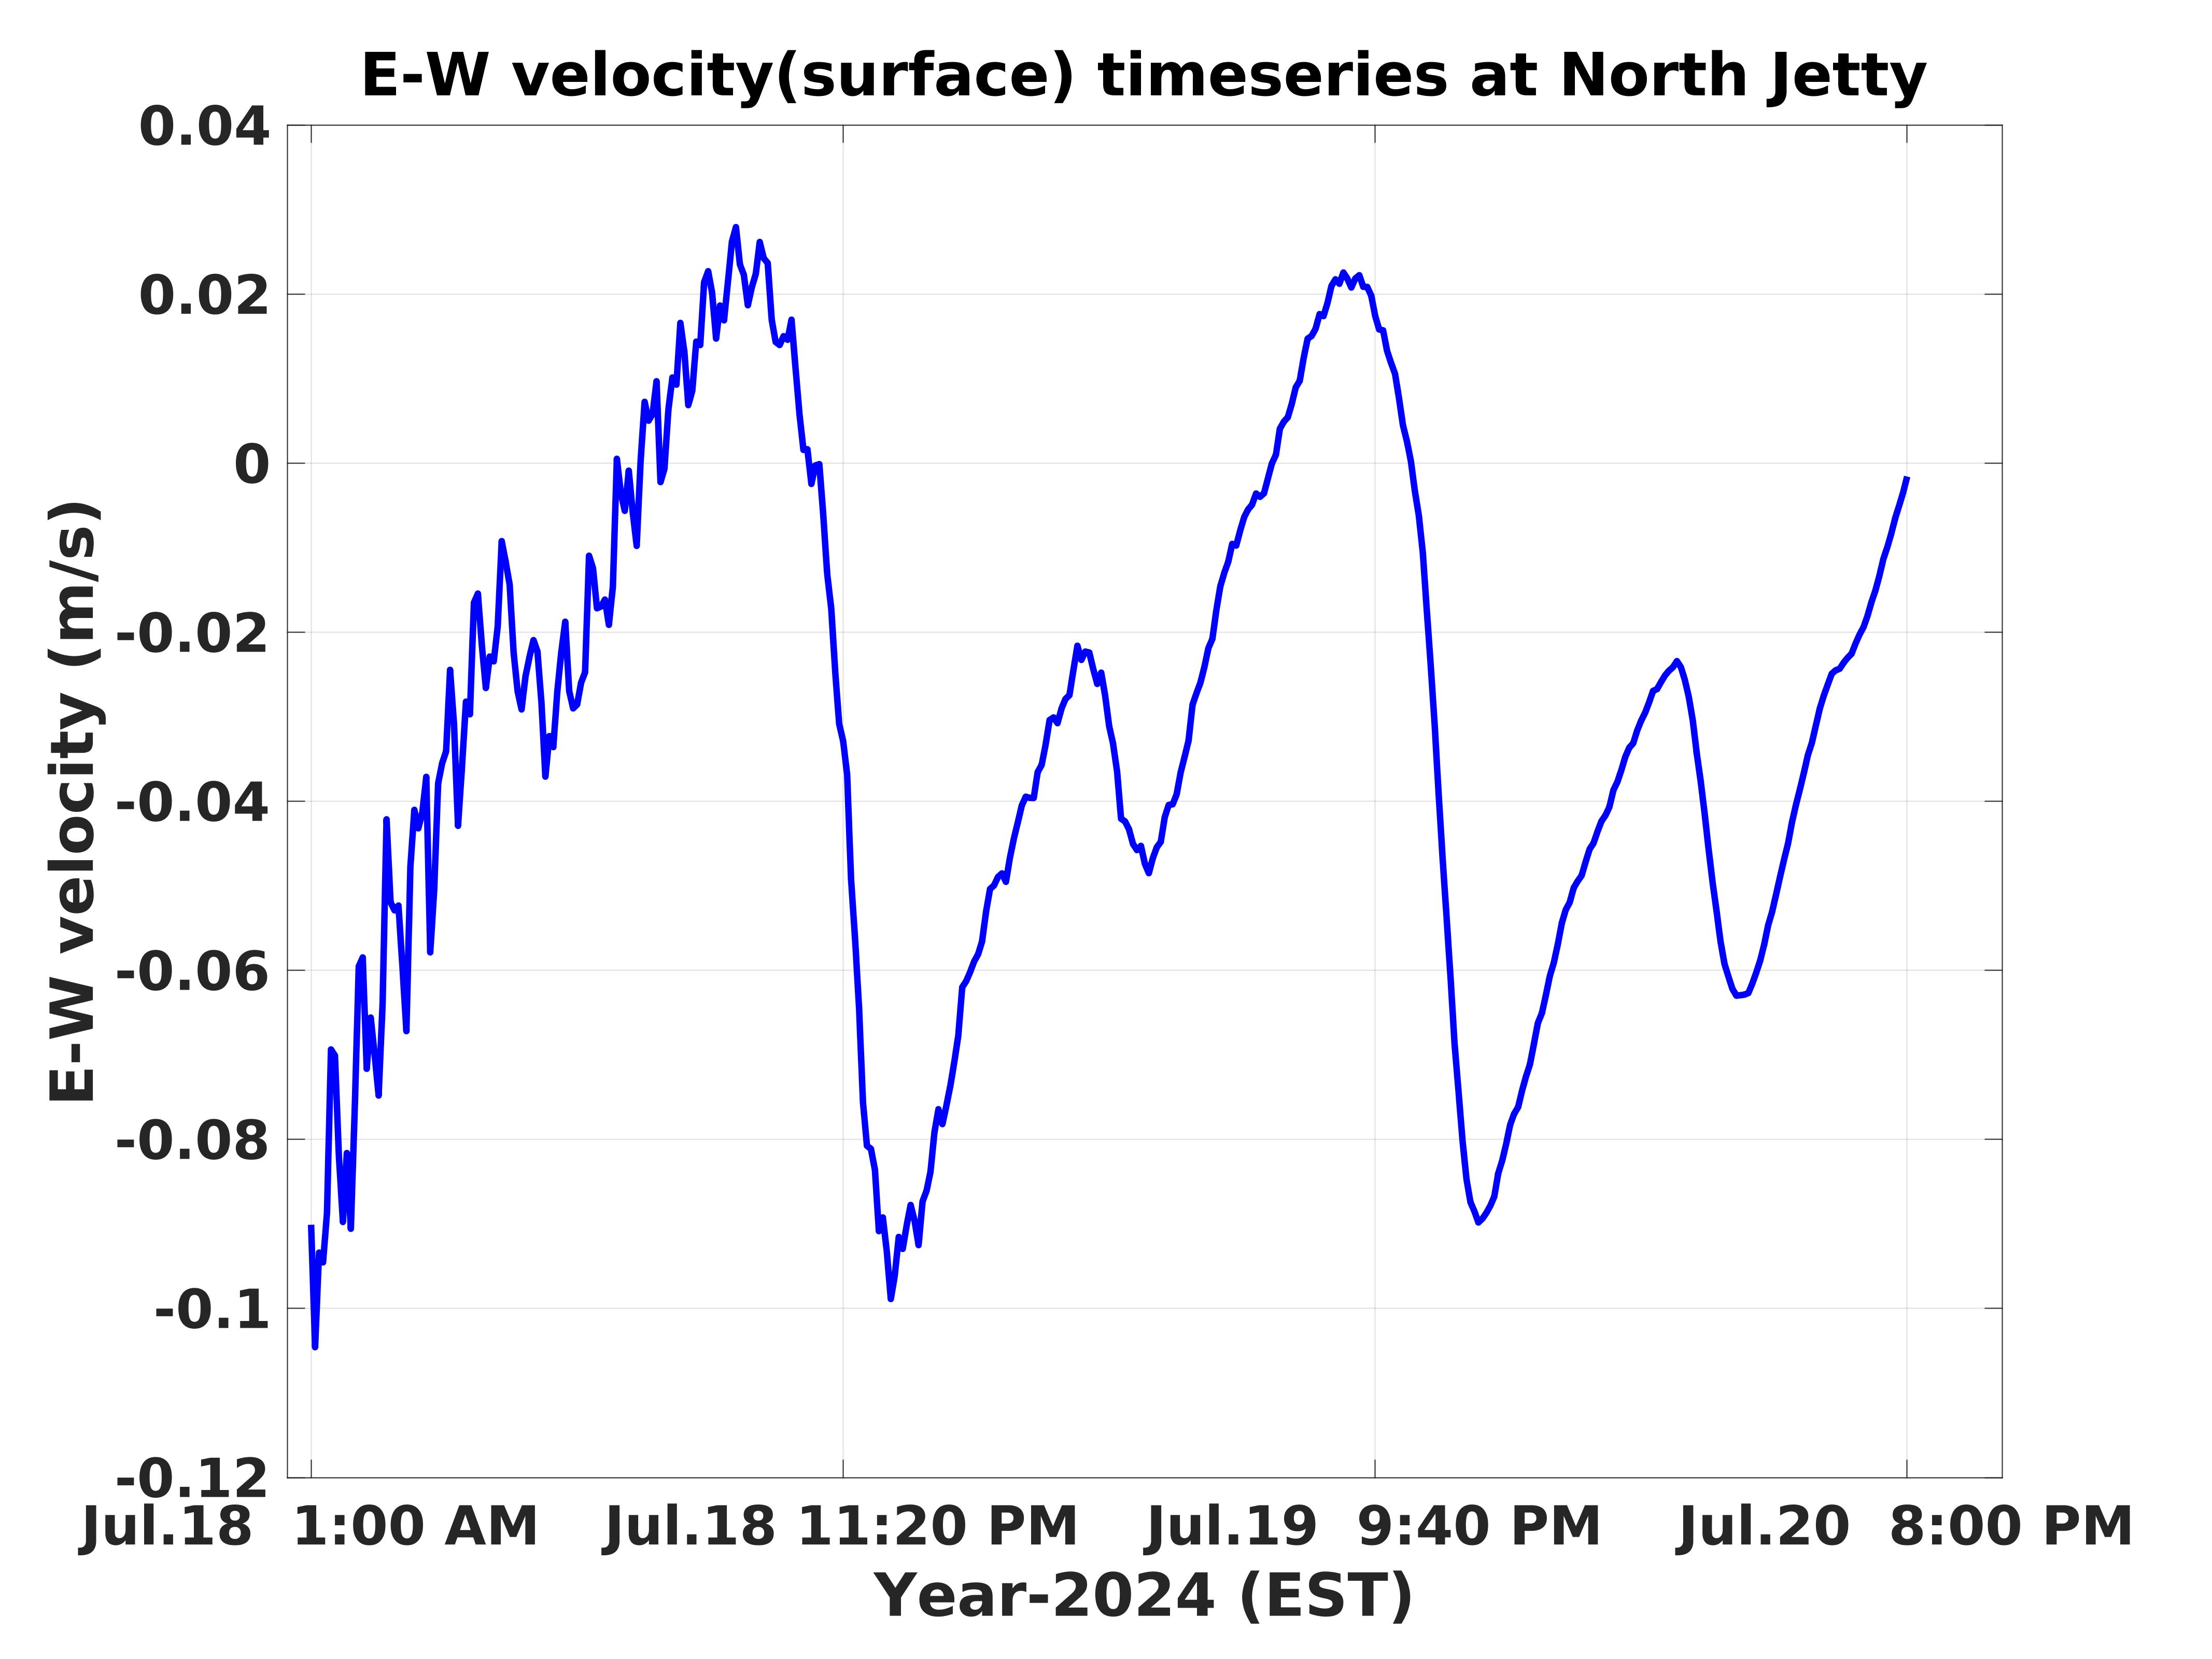 E-W velocity(surface) timeseries at North Jetty
0.04
0.02
0
-0.02
-0.04
-0.06
-0.08
-0.1
-0.12
E-W velocity (m/s)
Jul.18 1:00 AM
Jul.18 11:20 PM
Jul.19 9:40 PM
Jul.20 8:00 PM
Year-2024 (EST)